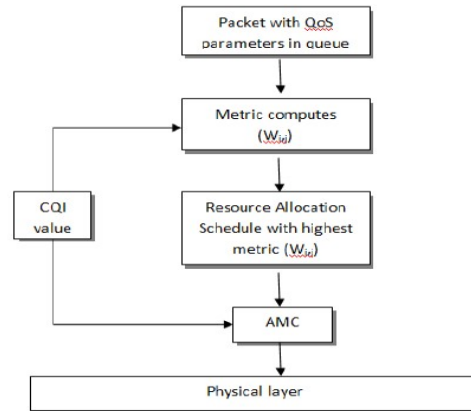 Packet with QoS
parameters in queue
Metric computes
(Wi,j)
CQI
value
Resource Allocation
Schedule with highest
metric (Wi,j)
AMC
Physical layer